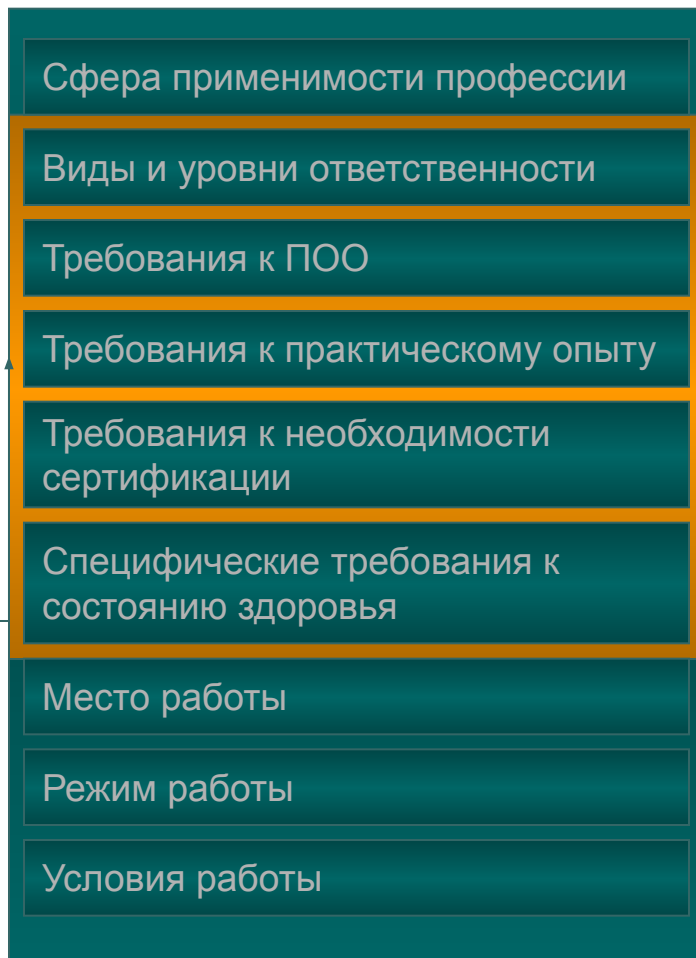 Сфера применимости профессии
Виды и уровни ответственности
Требования к ПОО
Требования к практическому опыту
Требования к необходимости
сертификации
Специфические требования к
состоянию здоровья
Место работы
Режим работы
Условия работы